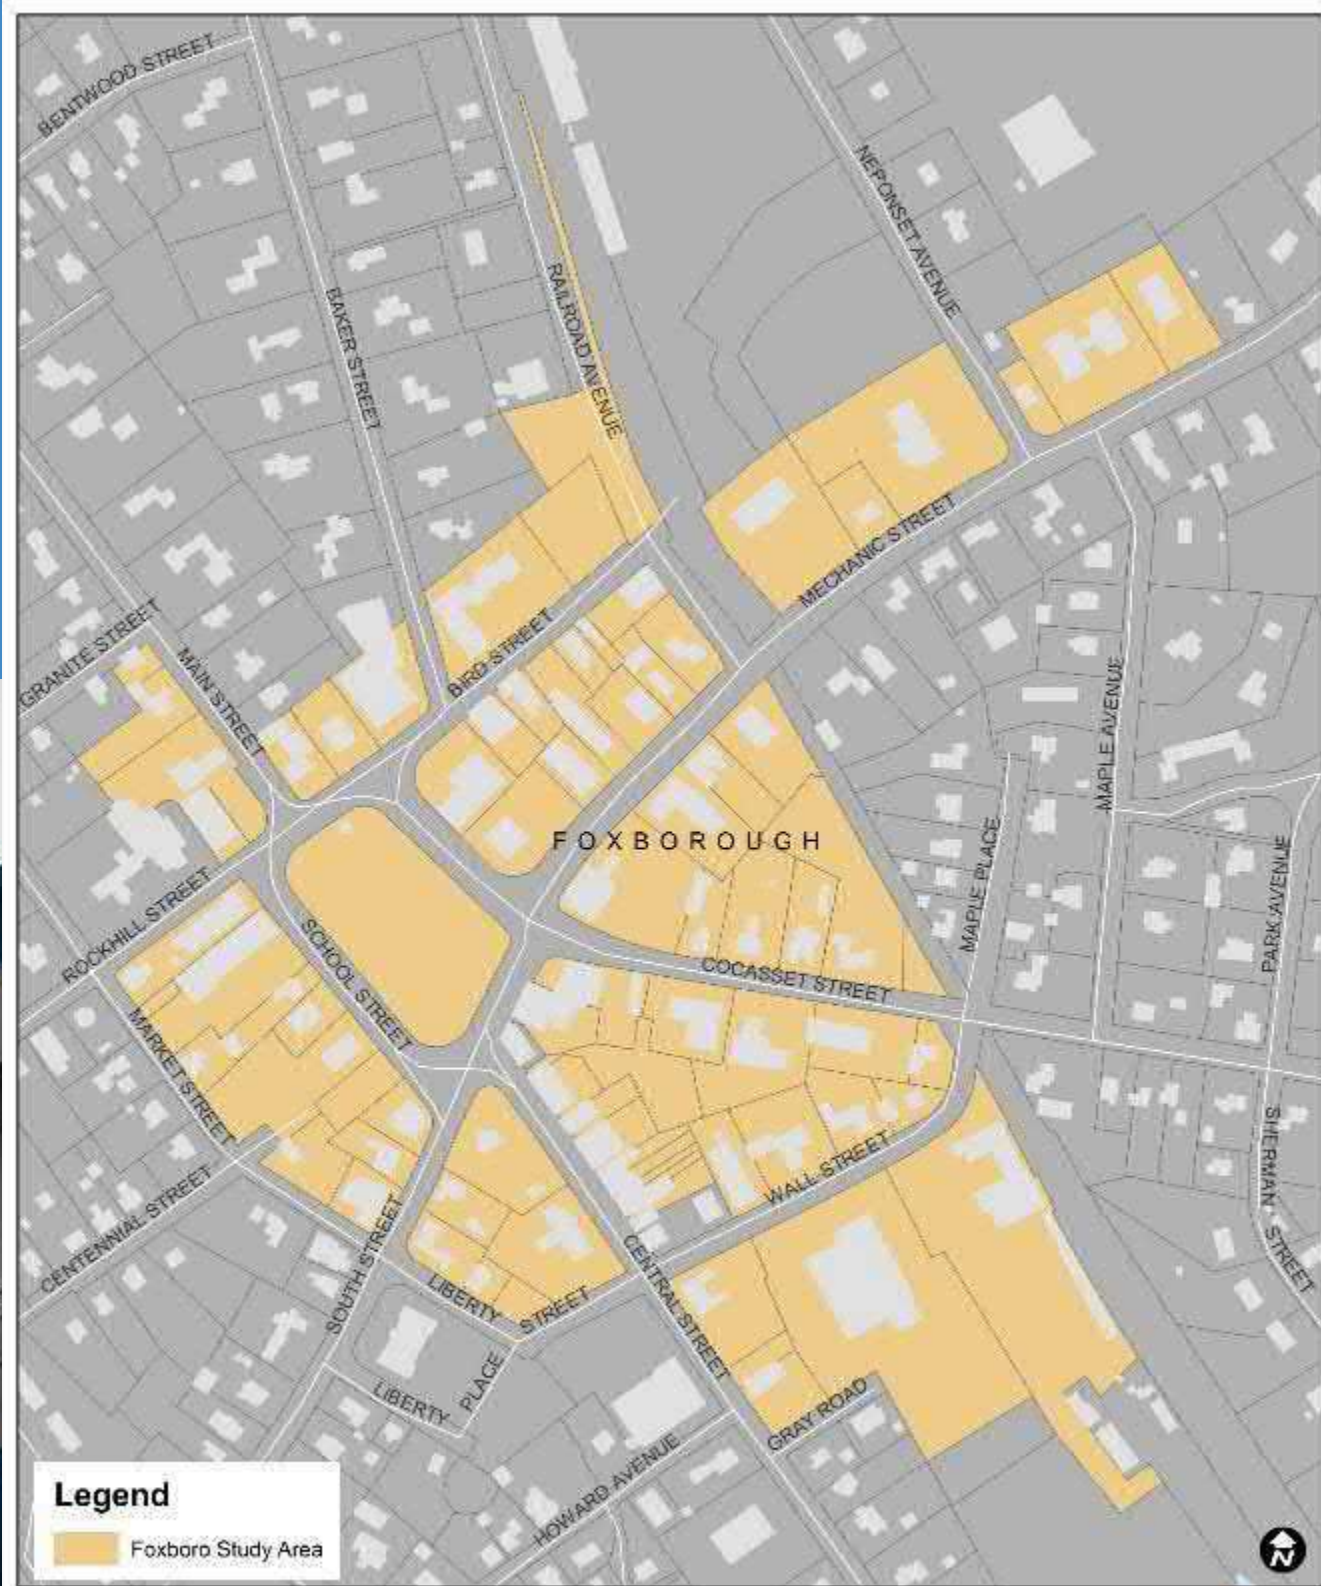 BENTWOOD STREET
NEPONSET AVENUE
RAILROAD AVENUE
BAKER STREET
MECHANIC STREET
GRANITE STREET
MAIN STREET
BIRD STREET
MAPLE AVENUE
FOXBOROUGH
MAPLE PLACE
PARK AVENUE
ROCKHILL STREET
SCHOOL STREET
COCASSET STREET
MARKET STREET
WALL STREET
SHERMAN STREET
CENTENNIAL STREET
SOUTH STREET
LIBERTY STREET
CENTRAL STREET
LIBERTY PLACE
GRAY ROAD
HOWARD AVENUE
Legend
Foxboro Study Area
N